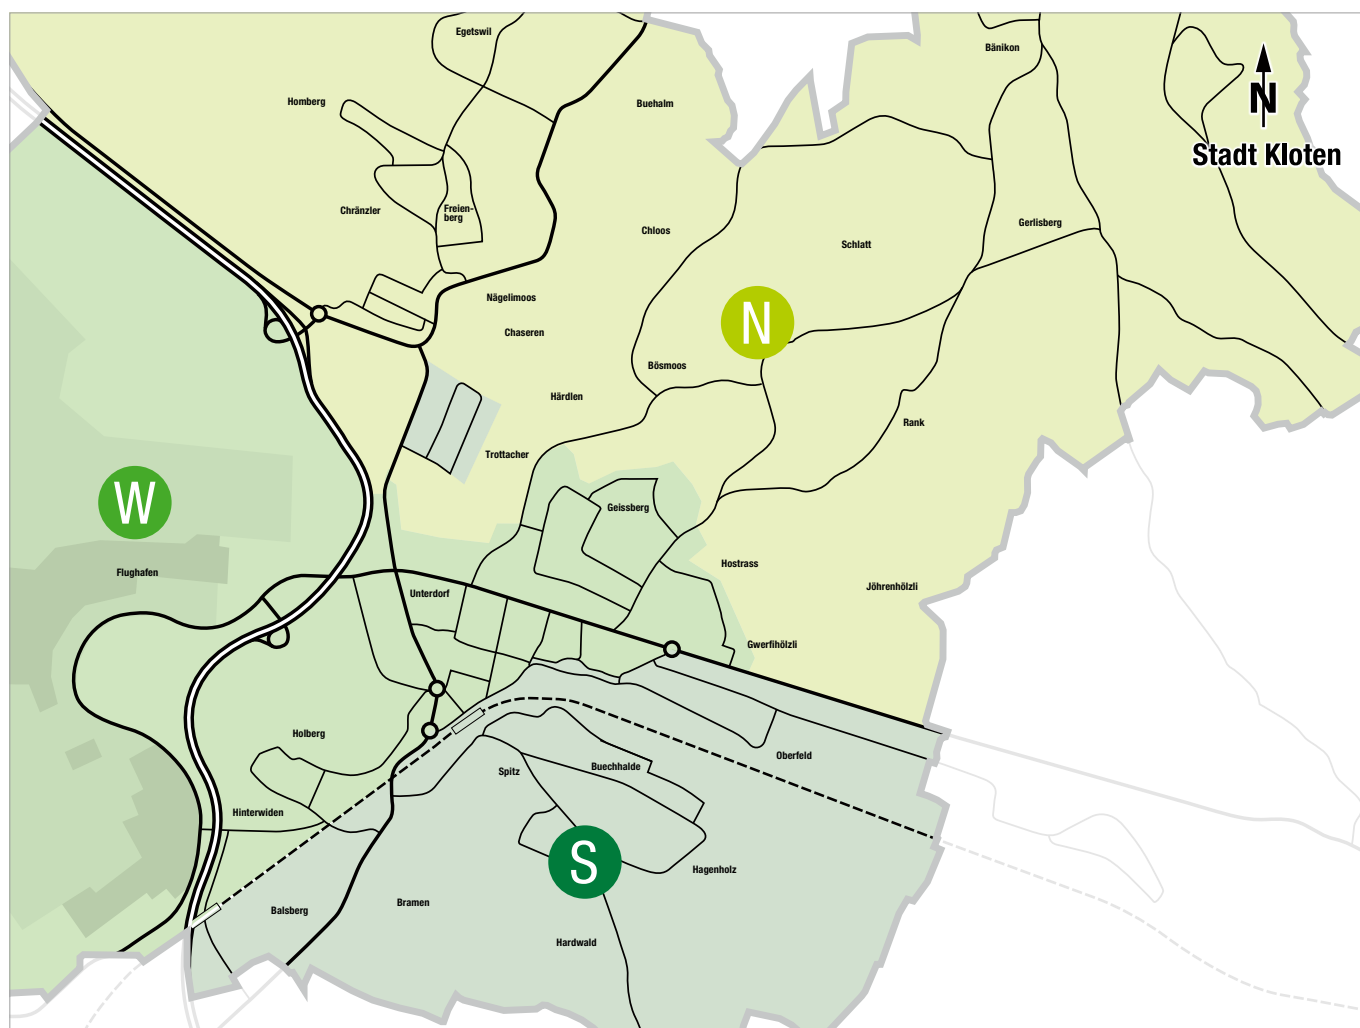 Egetswil
Bänikon
Homberg
Buehalm
N
Stadt Kloten
Chränzler
Freien-
berg
Chloos
Gerlisberg
Schlatt
Nägelimoos
N
Chaseren
Bösmoos
Härdlen
Rank
Trottacher
W
Geissberg
Flughafen
Hostrass
Jöhrenhölzli
Unterdorf
Gwerfihölzli
Holberg
Oberfeld
Buechhalde
Spitz
Hinterwiden
S
Hagenholz
Bramen
Balsberg
Hardwald